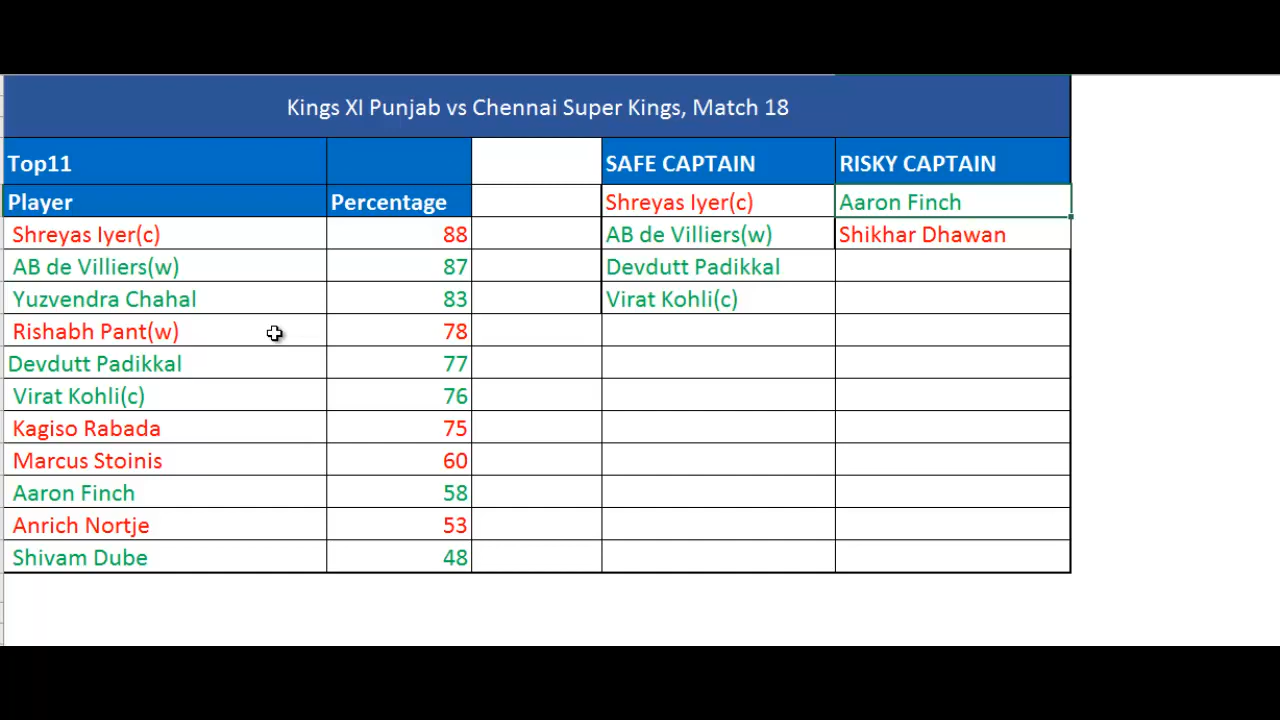 Kings XI Punjab vs Chennai Super Kings, Match 18
Top11 SAFE CAPTAIN RISKY CAPTAIN
Player Percentage Shreyas Iyer(c) Aaron Finch
Shreyas Iyer(c) 88 AB de Villiers(w) Shikhar Dhawan
AB de Villiers(w) 87 Devdutt Padikkal
Yuzvendra Chahal 83 Virat Kohli(c)
Rishabh Pant(w) 78
Devdutt Padikkal 77
Virat Kohli(c) 76
Kagiso Rabada 75
Marcus Stoinis 60
Aaron Finch 58
Anrich Nortje 53
Shivam Dube 48